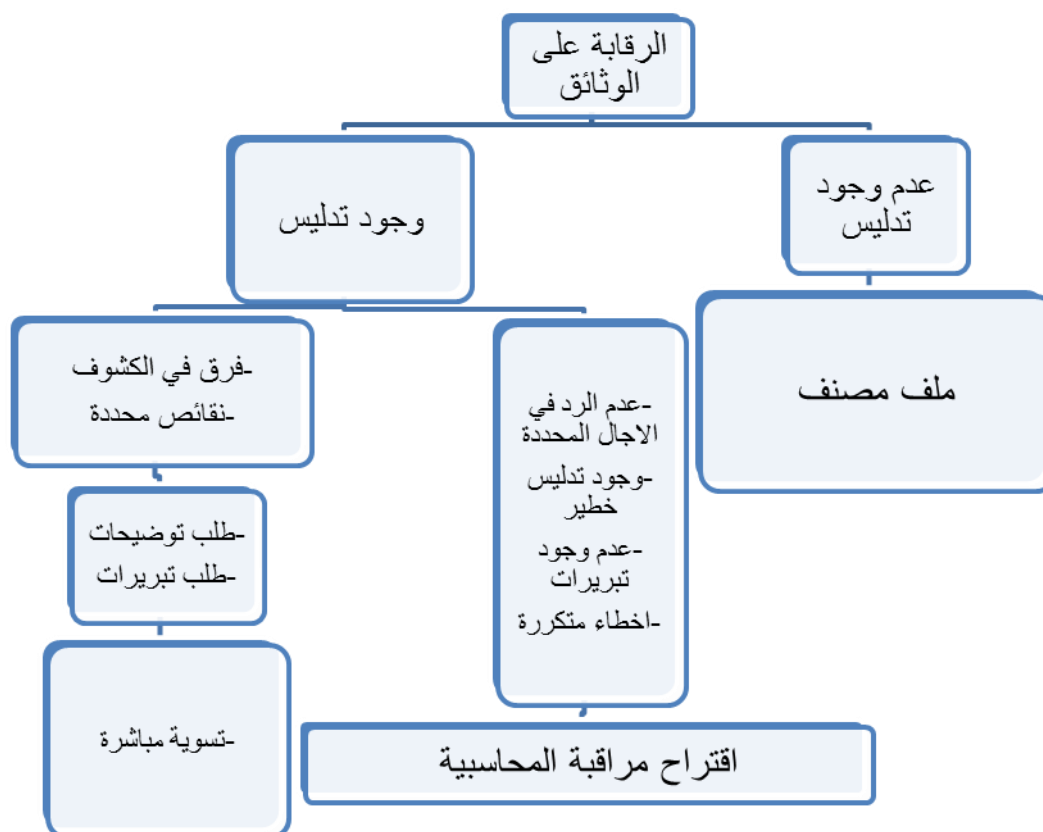 الرقابة على
الوثائق
عدم وجود
تدليس
وجود تدليس
ملف مصنف
-عدم الرد في
الاجال المحددة
-وجود تدليس
خطير
-عدم وجود
تبريرات
-اخطاء متكررة
-فرق في الكشوف
-نقائص محددة
-طلب توضيحات
-طلب تبريرات
-تسوية مباشرة
اقتراح مراقبة المحاسبية